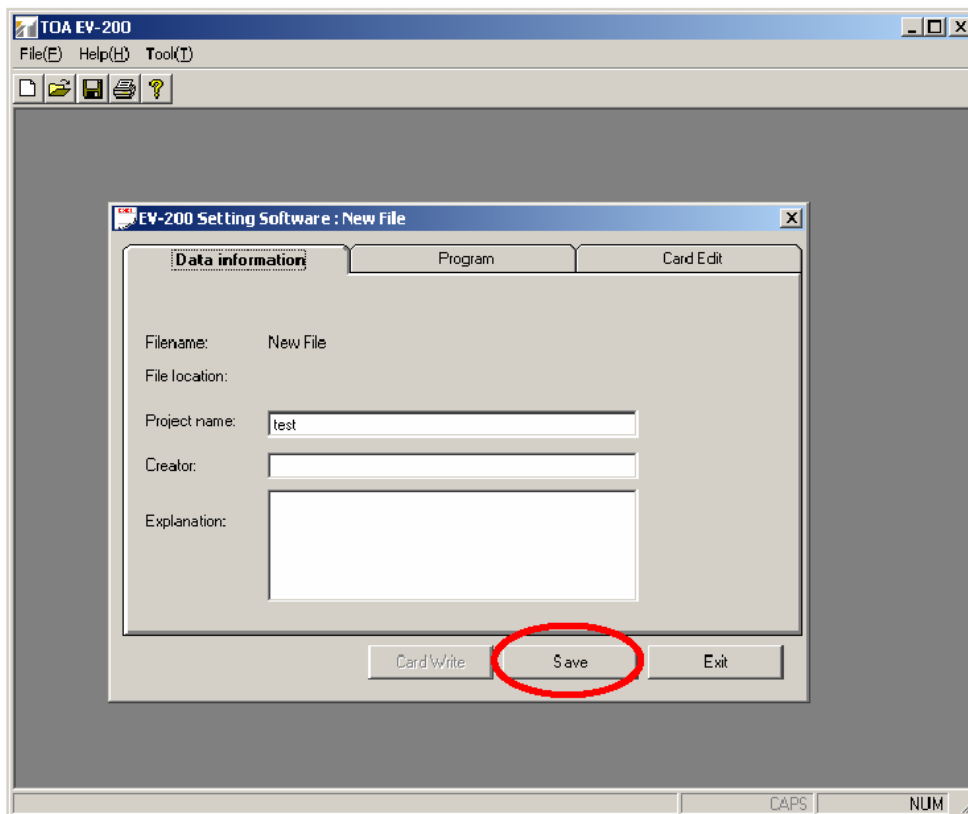 TOA EV-200
File(F) Help(H) Tool(T)
EV-200 Setting Software : New File
Data information Program Card Edit
Filename: New File
File location:
Project name: test
Creator:
Explanation:
Card Write Save Exit
CAPS NUM